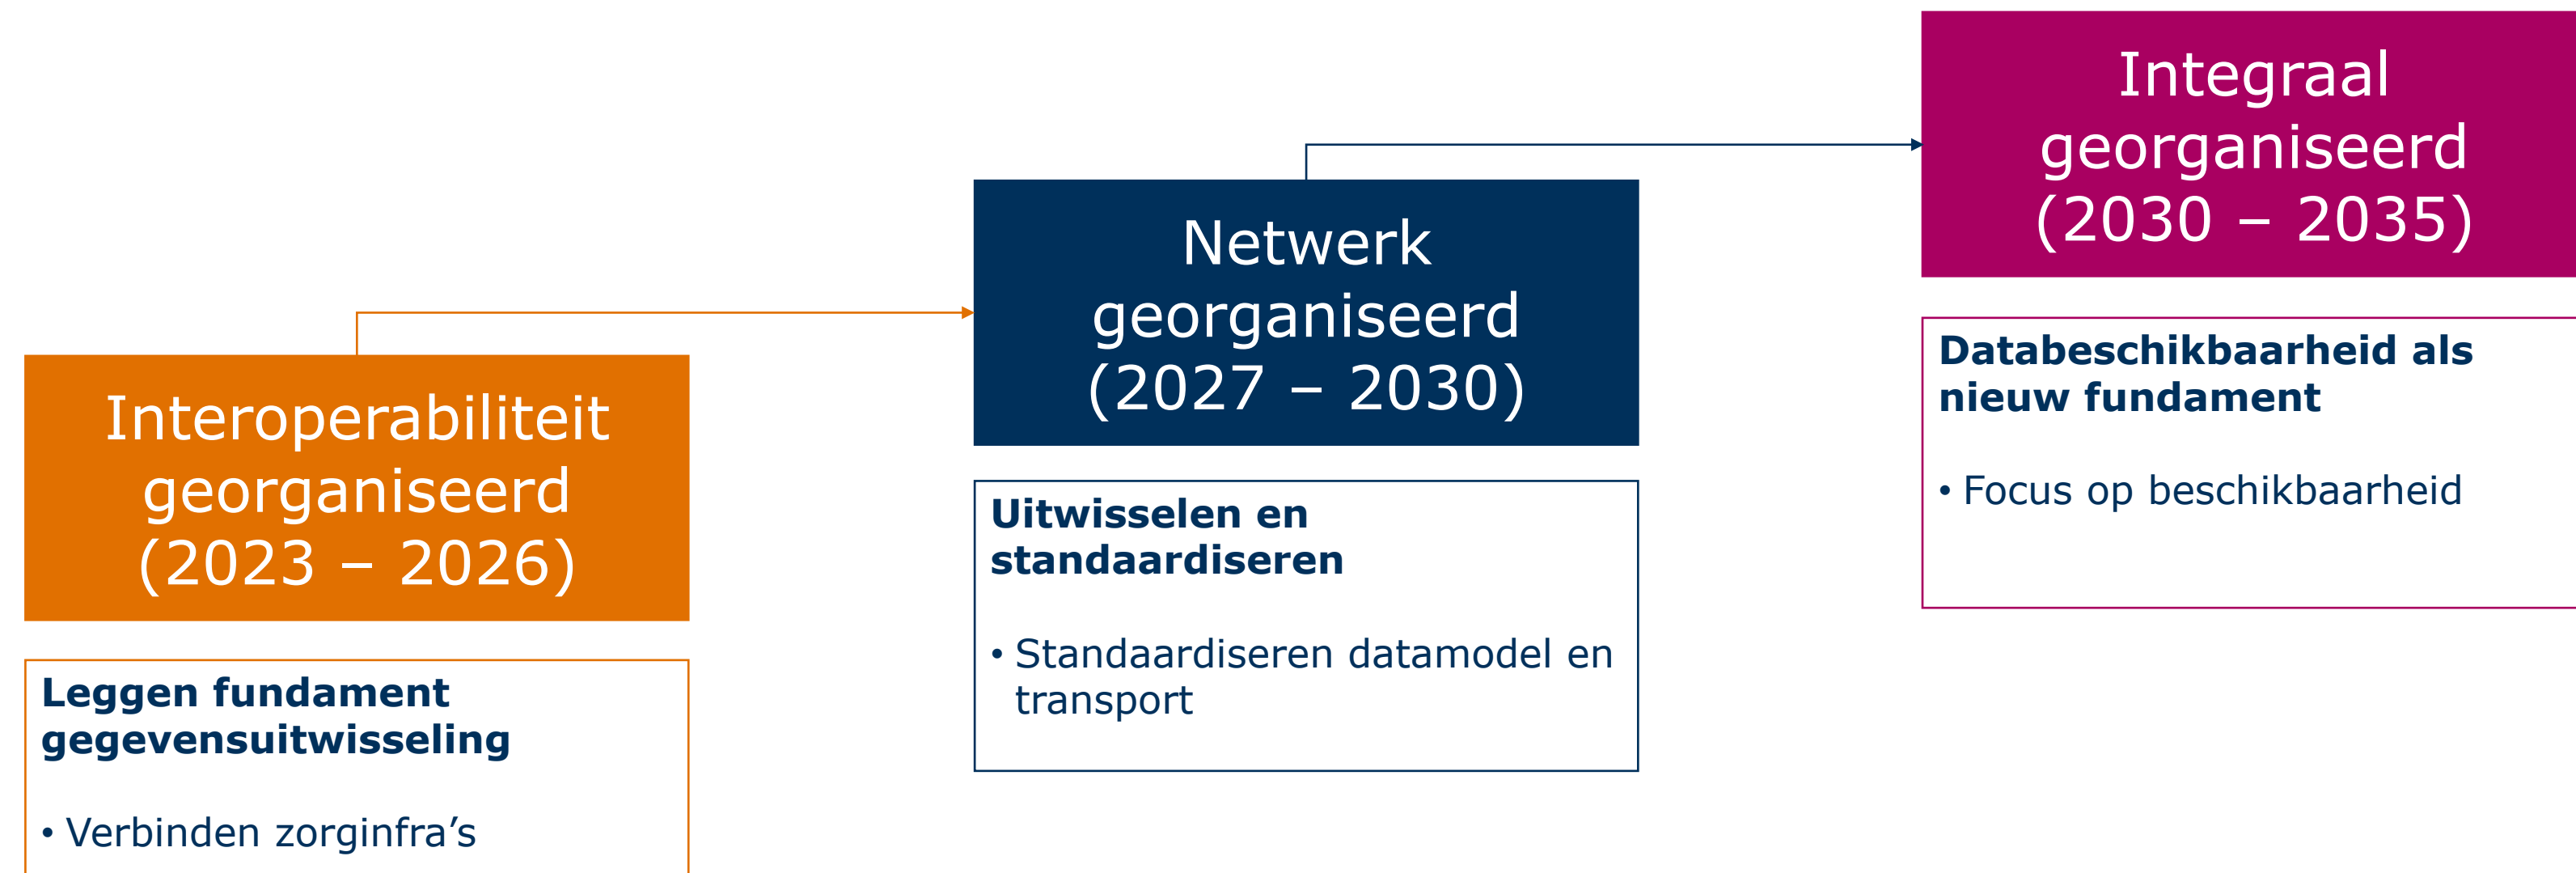 Interoperabiliteit
georganiseerd
(2023 – 2026)
Leggen fundament
gegevensuitwisseling
• Verbinden zorginfra’s
Netwerk
georganiseerd
(2027 – 2030)
Uitwisselen en
standaardiseren
• Standaardiseren datamodel en
transport
Integraal
georganiseerd
(2030 – 2035)
Databeschikbaarheid als
nieuw fundament
• Focus op beschikbaarheid